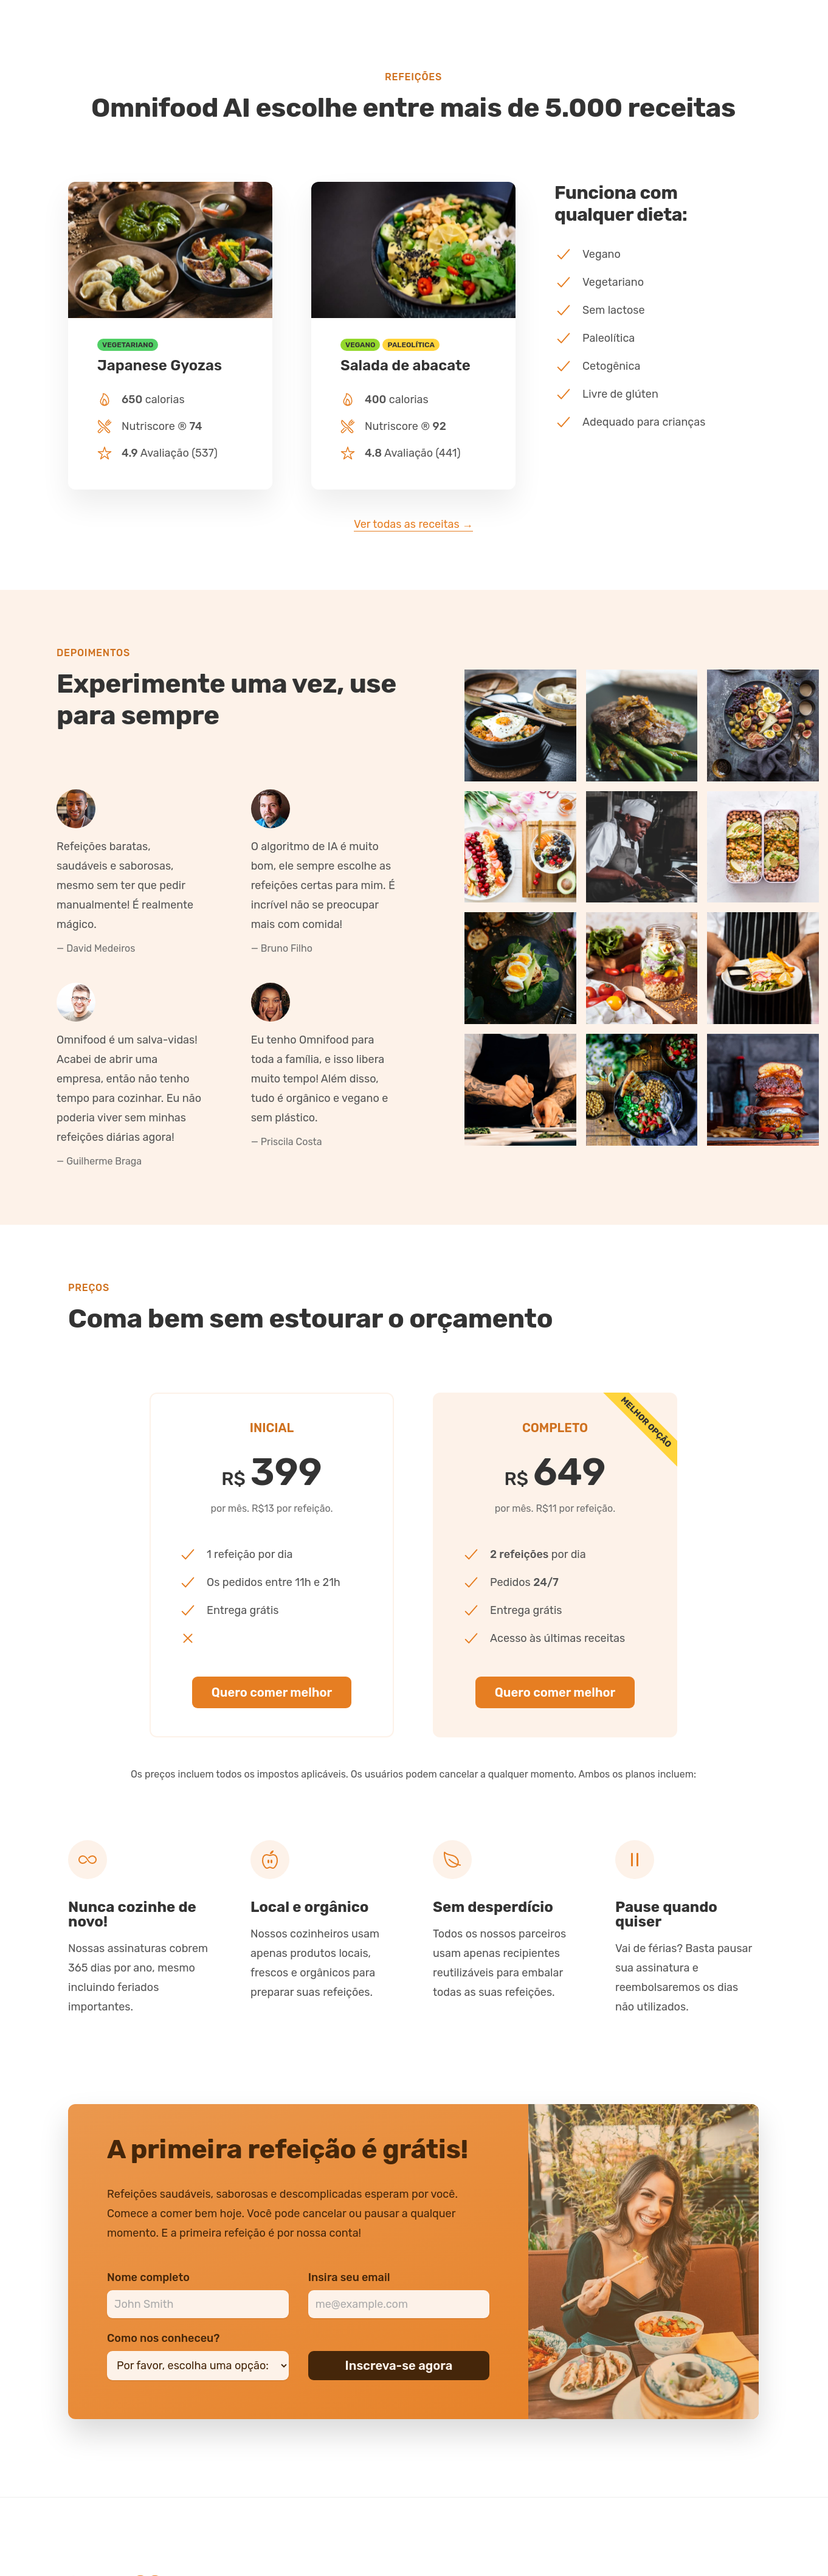 REFEIÇÕES
Omnifood AI escolhe entre mais de 5.000 receitas
VEGETARIANO
Japanese Gyozas
650 calorias
Nutriscore ® 74
4.9 Avaliação (537)
VEGANO PALEOLÍTICA
Salada de abacate
400 calorias
Nutriscore ® 92
4.8 Avaliação (441)
Funciona com
qualquer dieta:
Vegano
Vegetariano
Sem lactose
Paleolítica
Cetogênica
Livre de glúten
Adequado para crianças
Ver todas as receitas →
DEPOIMENTOS
Experimente uma vez, use
para sempre
Refeições baratas,
saudáveis e saborosas,
mesmo sem ter que pedir
manualmente! É realmente
mágico.
— David Medeiros
O algoritmo de IA é muito
bom, ele sempre escolhe as
refeições certas para mim. É
incrível não se preocupar
mais com comida!
— Bruno Filho
Omnifood é um salva-vidas!
Acabei de abrir uma
empresa, então não tenho
tempo para cozinhar. Eu não
poderia viver sem minhas
refeições diárias agora!
— Guilherme Braga
Eu tenho Omnifood para
toda a família, e isso libera
muito tempo! Além disso,
tudo é orgânico e vegano e
sem plástico.
— Priscila Costa
PREÇOS
Coma bem sem estourar o orçamento
INICIAL
R$ 399
por mês. R$13 por refeição.
1 refeição por dia
Os pedidos entre 11h e 21h
Entrega grátis
Quero comer melhor
MELHOR OPÇÃO
COMPLETO
R$ 649
por mês. R$11 por refeição.
2 refeições por dia
Pedidos 24/7
Entrega grátis
Acesso às últimas receitas
Quero comer melhor
Os preços incluem todos os impostos aplicáveis. Os usuários podem cancelar a qualquer momento. Ambos os planos incluem:
Nunca cozinhe de
novo!
Nossas assinaturas cobrem
365 dias por ano, mesmo
incluindo feriados
importantes.
Local e orgânico
Nossos cozinheiros usam
apenas produtos locais,
frescos e orgânicos para
preparar suas refeições.
Sem desperdício
Todos os nossos parceiros
usam apenas recipientes
reutilizáveis para embalar
todas as suas refeições.
Pause quando
quiser
Vai de férias? Basta pausar
sua assinatura e
reembolsaremos os dias
não utilizados.
A primeira refeição é grátis!
Refeições saudáveis, saborosas e descomplicadas esperam por você.
Comece a comer bem hoje. Você pode cancelar ou pausar a qualquer
momento. E a primeira refeição é por nossa conta!
Nome completo
John Smith
Insira seu email
me@example.com
Como nos conheceu?
Por favor, escolha uma opção:
Inscreva-se agora